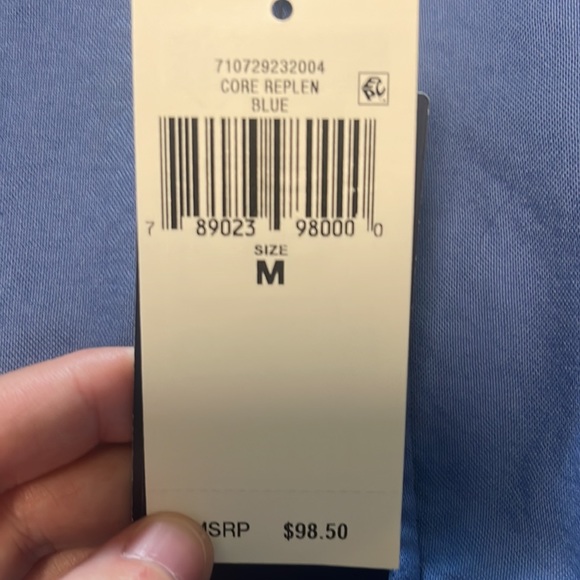 710729232004
CORE REPLEN
BLUE
7 89023 98000 0
SIZE
M
MSRP $98.50